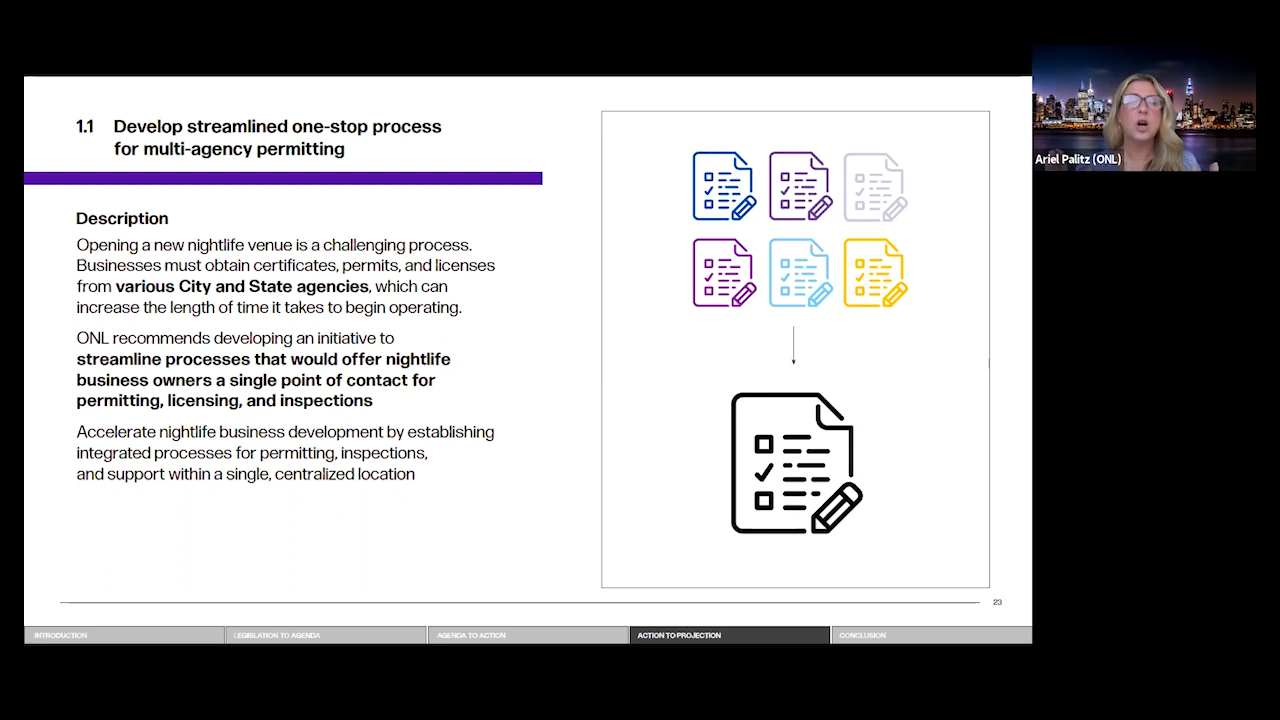 1.1 Develop streamlined one-stop process
for multi-agency permitting
Description
Opening a new nightlife venue is a challenging process.
Businesses must obtain certificates, permits, and licenses
from various City and State agencies, which can
increase the length of time it takes to begin operating.
ONL recommends developing an initiative to
streamline processes that would offer nightlife
business owners a single point of contact for
permitting, licensing, and inspections
Accelerate nightlife business development by establishing
integrated processes for permitting, inspections,
and support within a single, centralized location
Ariel Palitz (ONL)
23
INTRODUCTION
LEGISLATION TO AGENDA
AGENDA TO ACTION
ACTION TO PROJECTION
CONCLUSION